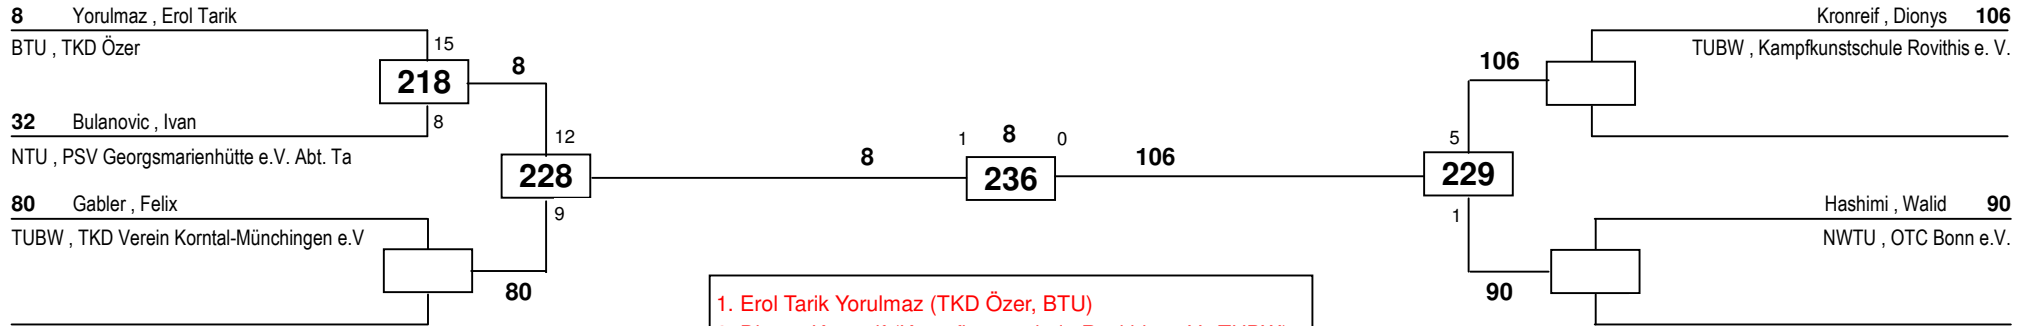 8 Yorulmaz , Erol Tarik
BTU , TKD Özer
15
218
8
8
32 Bulanovic , Ivan
NTU , PSV Georgsmarienhütte e.V. Abt. Ta
12
228
9
80 Gabler , Felix
TUBW , TKD Verein Korntal-Münchingen e.V
80
8
1 8 0
236
106
Kronreif , Dionys 106
TUBW , Kampfkunstschule Rovithis e. V.
106
5
229
1
Hashimi , Walid 90
NWTU , OTC Bonn e.V.
90
1. Erol Tarik Yorulmaz (TKD Özer, BTU)